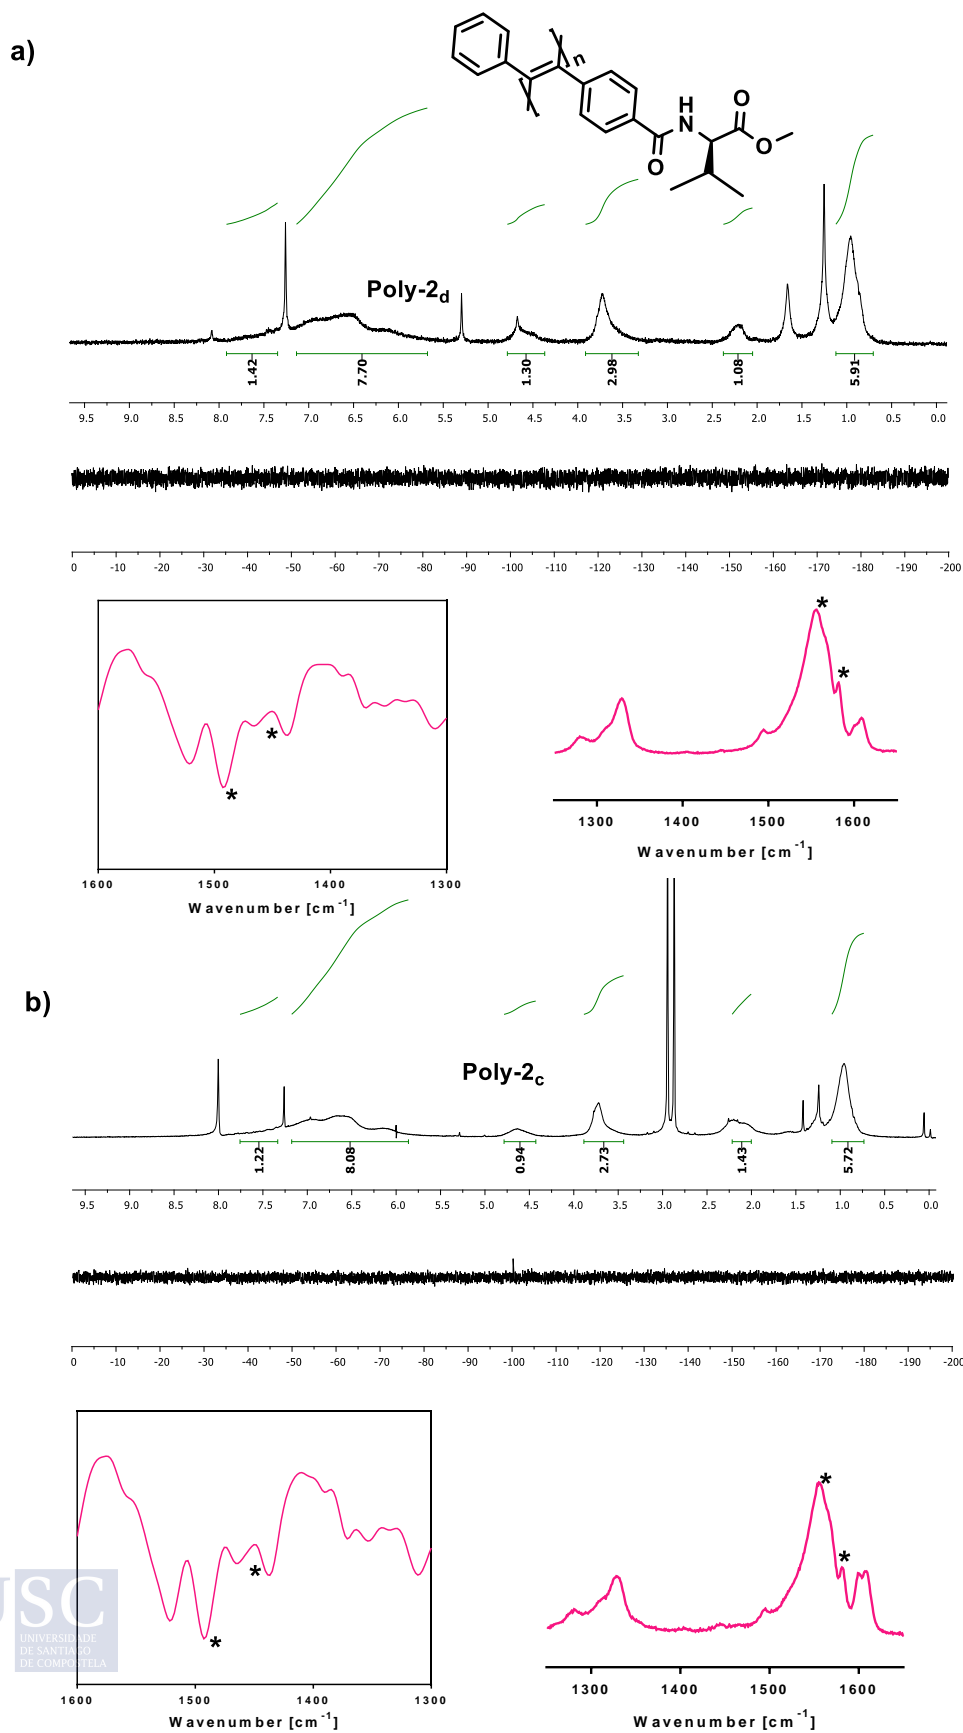 a)
n
H
N
O
O
O
Poly-2d
1.42 7.70 1.30 2.98 1.08 5.91
9.5 9.0 8.5 8.0 7.5 7.0 6.5 6.0 5.5 5.0 4.5 4.0 3.5 3.0 2.5 2.0 1.5 1.0 0.5 0.0
0 -10 -20 -30 -40 -50 -60 -70 -80 -90 -100 -110 -120 -130 -140 -150 -160 -170 -180 -190 -200
*
*
*
*
1300 1400 1500 1600
Wavenumber [cm-1]
1600 1500 1400 1300
Wavenumber [cm-1]
b)
Poly-2c
1.22 8.08 0.94 2.73 1.43 5.72
9.5 9.0 8.5 8.0 7.5 7.0 6.5 6.0 5.5 5.0 4.5 4.0 3.5 3.0 2.5 2.0 1.5 1.0 0.5 0.0
0 -10 -20 -30 -40 -50 -60 -70 -80 -90 -100 -110 -120 -130 -140 -150 -160 -170 -180 -190 -200
*
*
*
*
USC
UNIVERSIDADE
DE SANTIAGO
DE COMPOSTELA
1600 1500 1400 1300
Wavenumber [cm-1]
1300 1400 1500 1600
Wavenumber [cm-1]